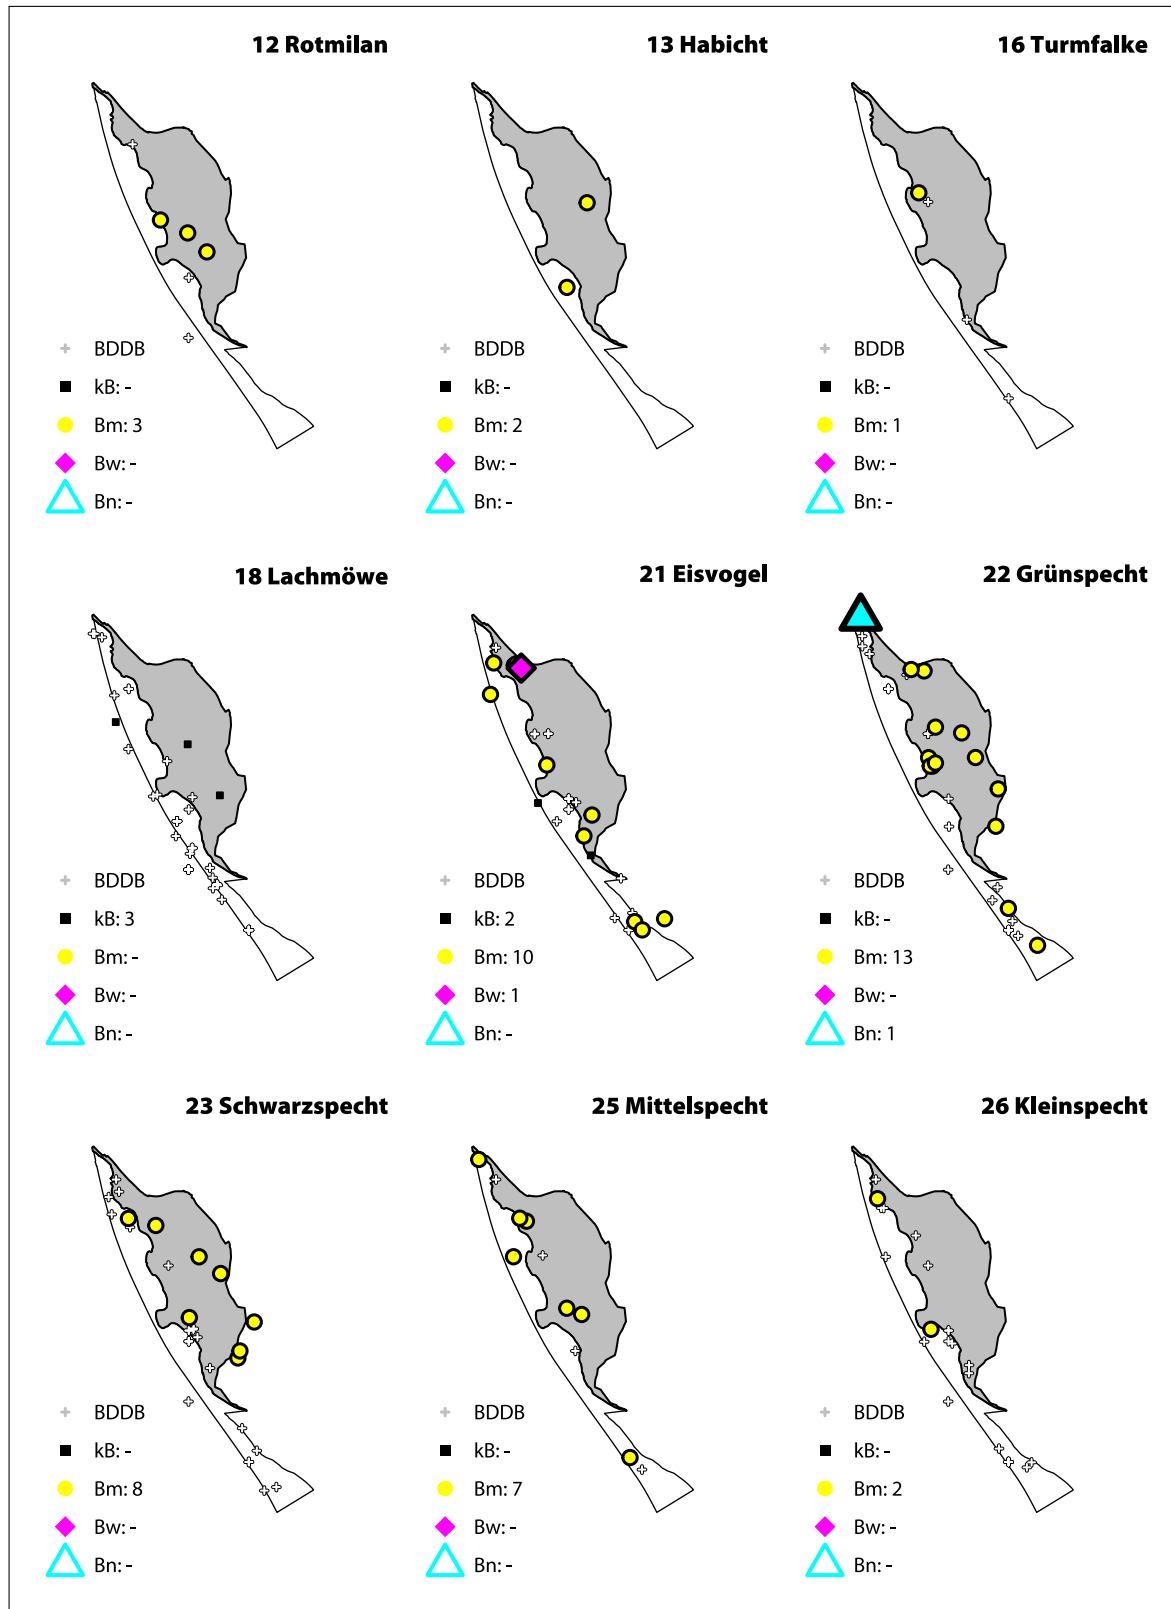 12 Rotmilan
BDDB
kB: -
Bm: 3
Bw: -
Bn: -
13 Habicht
BDDB
kB: -
Bm: 2
Bw: -
Bn: -
16 Turmfalke
BDDB
kB: -
Bm: 1
Bw: -
Bn: -
18 Lachmöwe
BDDB
kB: 3
Bm: -
Bw: -
Bn: -
21 Eisvogel
BDDB
kB: 2
Bm: 10
Bw: 1
Bn: -
22 Grünspecht
BDDB
kB: -
Bm: 13
Bw: -
Bn: 1
23 Schwarzspecht
BDDB
kB: -
Bm: 8
Bw: -
Bn: -
25 Mittelspecht
BDDB
kB: -
Bm: 7
Bw: -
Bn: -
26 Kleinspecht
BDDB
kB: -
Bm: 2
Bw: -
Bn: -